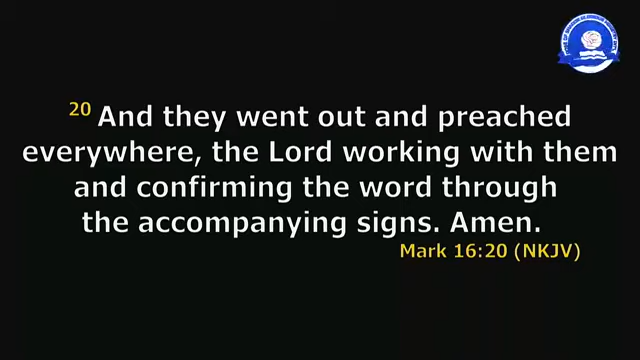 20 And they went out and preached
everywhere, the Lord working with them
and confirming the word through
the accompanying signs. Amen.
Mark 16:20 (NKJV)